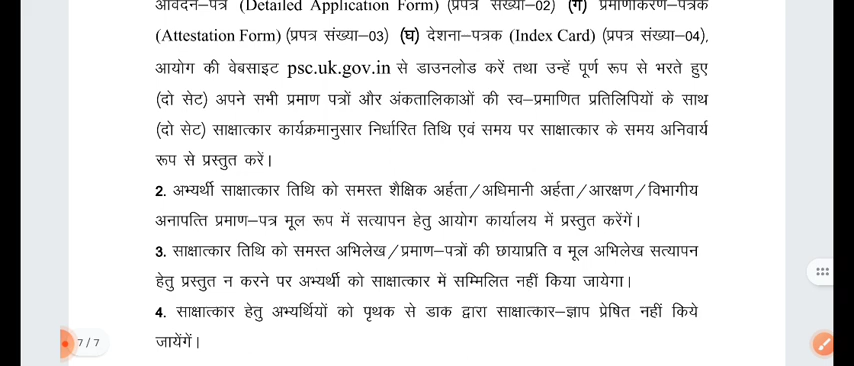 आवेदन–पत्र (Detailed Application Form) (प्रपत्र संख्या–02) (ग) प्रमाणीकरण–पत्रक
(Attestation Form) (प्रपत्र संख्या–03) (घ) देशना–पत्रक (Index Card) (प्रपत्र संख्या–04),
आयोग की वेबसाइट psc.uk.gov.in से डाउनलोड करें तथा उन्हें पूर्ण रूप से भरते हुए
(दो सेट) अपने सभी प्रमाण पत्रों और अंकतालिकाओं की स्व–प्रमाणित प्रतिलिपियों के साथ
(दो सेट) साक्षात्कार कार्यक्रमानुसार निर्धारित तिथि एवं समय पर साक्षात्कार के समय अनिवार्य
रूप से प्रस्तुत करें।
2. अभ्यर्थी साक्षात्कार तिथि को समस्त शैक्षिक अर्हता/अधिमानी अर्हता/आरक्षण/विभागीय
अनापत्ति प्रमाण–पत्र मूल रूप में सत्यापन हेतु आयोग कार्यालय में प्रस्तुत करेंगें।
3. साक्षात्कार तिथि को समस्त अभिलेख/प्रमाण–पत्रों की छायाप्रति व मूल अभिलेख सत्यापन
हेतु प्रस्तुत न करने पर अभ्यर्थी को साक्षात्कार में सम्मिलित नहीं किया जायेगा।
4. साक्षात्कार हेतु अभ्यर्थियों को पृथक से डाक द्वारा साक्षात्कार–ज्ञाप प्रेषित नहीं किये
जायेंगें।
7 / 7